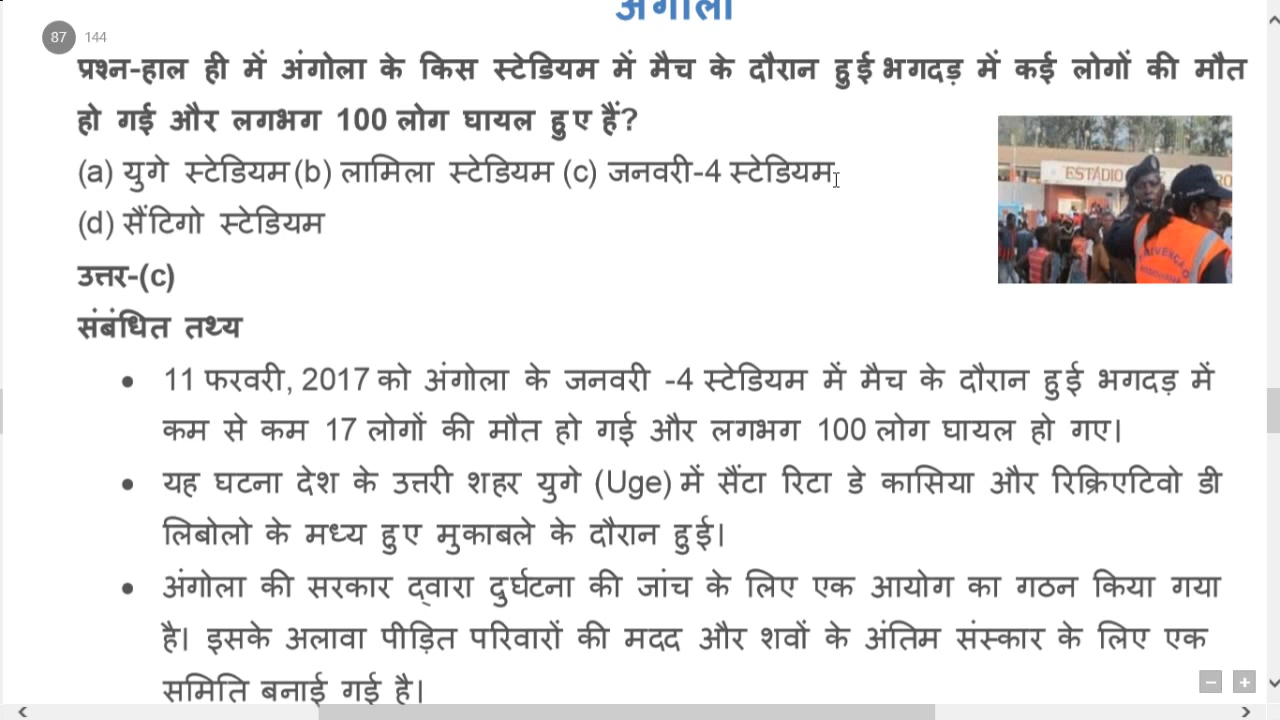 अंगोला
87 144
प्रश्न-हाल ही में अंगोला के किस स्टेडियम में मैच के दौरान हुई भगदड़ में कई लोगों की मौत
हो गई और लगभग 100 लोग घायल हुए हैं?
(a) युगे स्टेडियम (b) लामिला स्टेडियम (c) जनवरी-4 स्टेडियम
(d) सैंटिगो स्टेडियम
ESTÁDIO
उत्तर-(c)
संबंधित तथ्य
• 11 फरवरी, 2017 को अंगोला के जनवरी -4 स्टेडियम में मैच के दौरान हुई भगदड़ में
कम से कम 17 लोगों की मौत हो गई और लगभग 100 लोग घायल हो गए।
• यह घटना देश के उत्तरी शहर युगे (Uge) में सैंटा रिटा डे कासिया और रिक्रिएटिवो डी
लिबोलो के मध्य हुए मुकाबले के दौरान हुई।
• अंगोला की सरकार द्वारा दुर्घटना की जांच के लिए एक आयोग का गठन किया गया
है। इसके अलावा पीड़ित परिवारों की मदद और शवों के अंतिम संस्कार के लिए एक
समिति बनाई गई है।